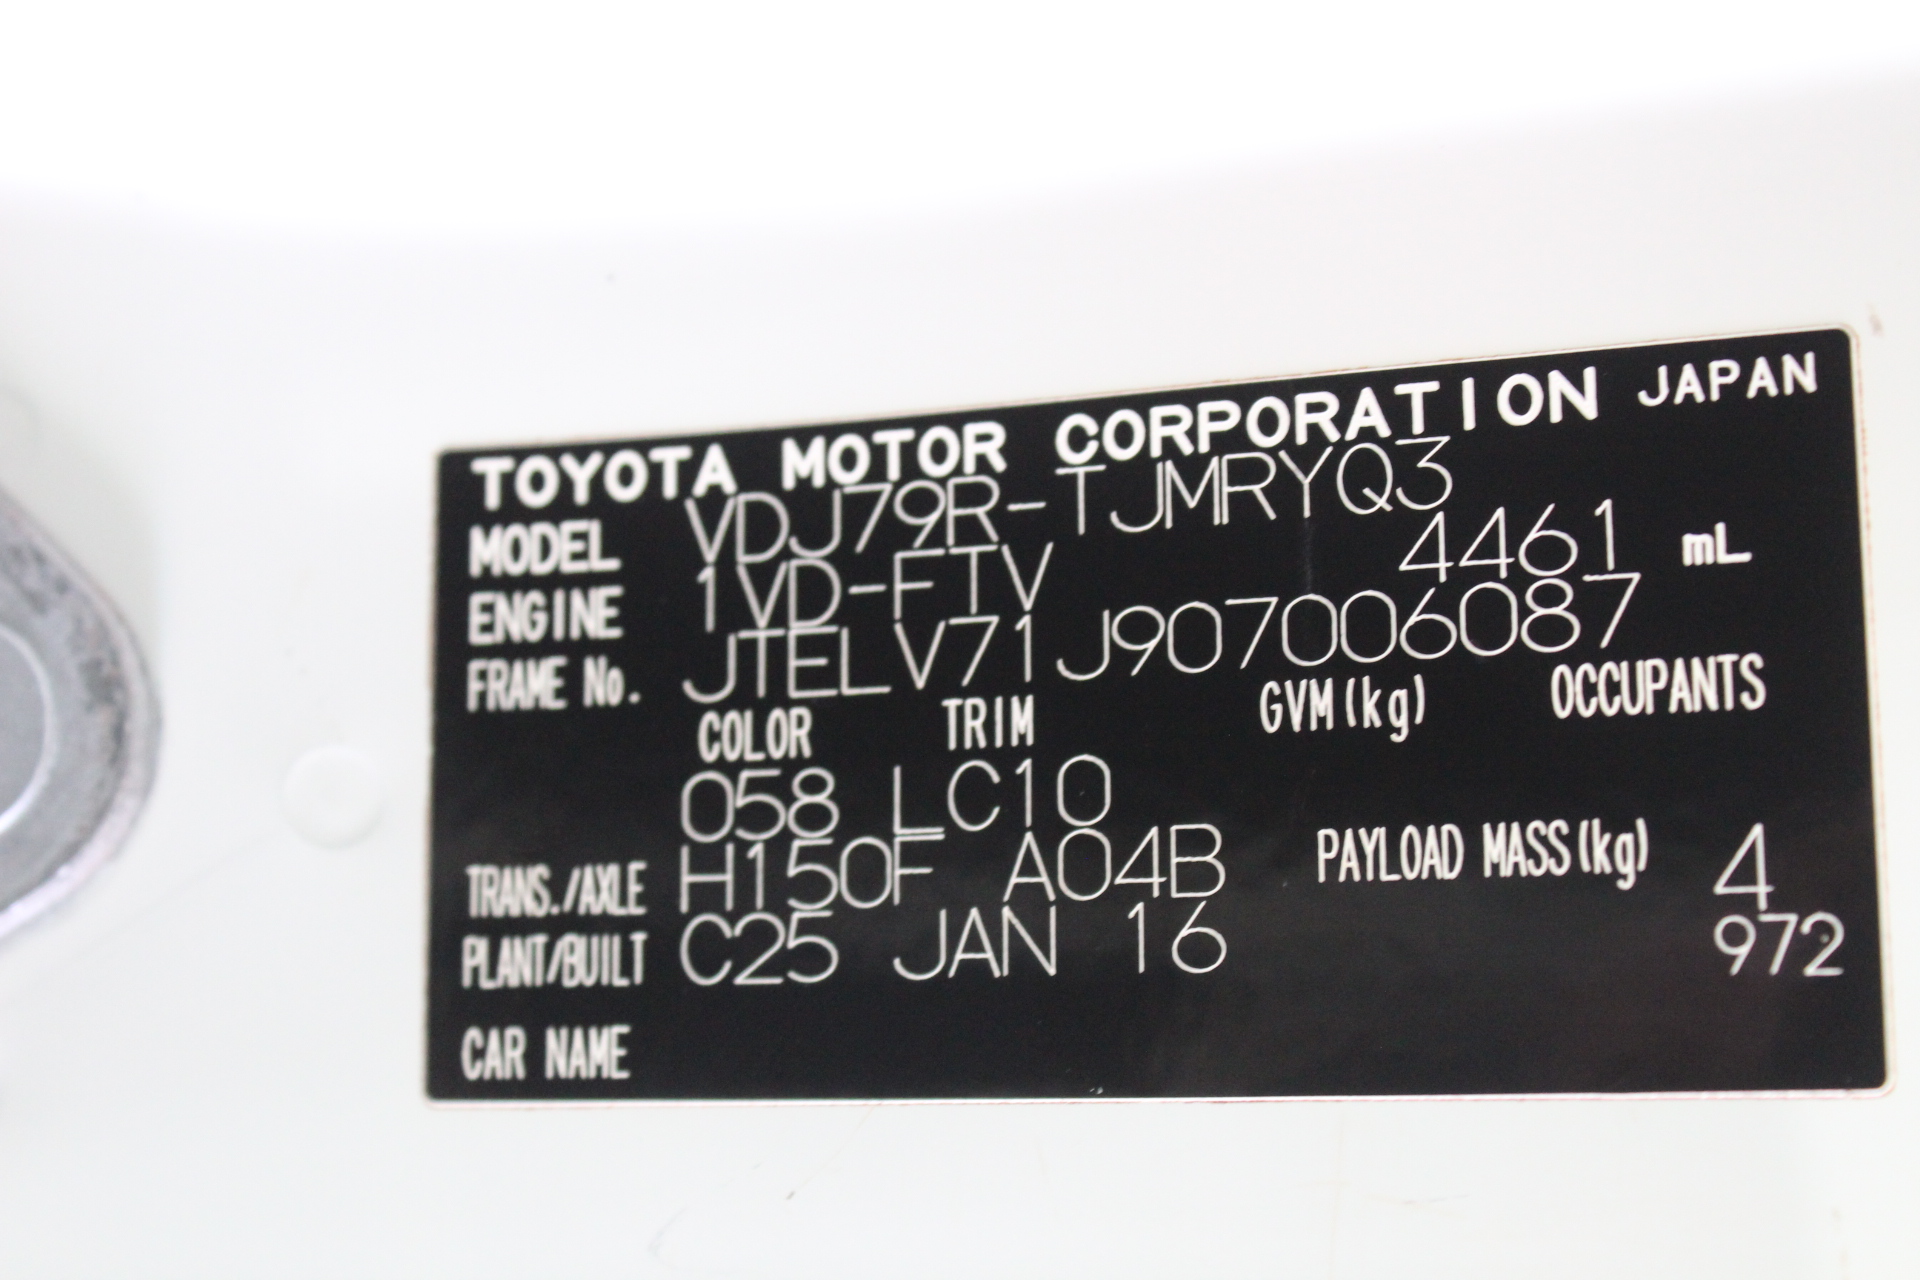 TOYOTA MOTOR CORPORATION JAPAN
MODEL VDJ79R-TJMRYQ3
ENGINE 1VD-FTV 4461 mL
FRAME No. JTELV71J907006087
COLOR TRIM GVM(kg) OCCUPANTS
058 LC10
TRANS./AXLE H150F A04B PAYLOAD MASS(kg) 4
PLANT/BUILT C25 JAN 16 972
CAR NAME